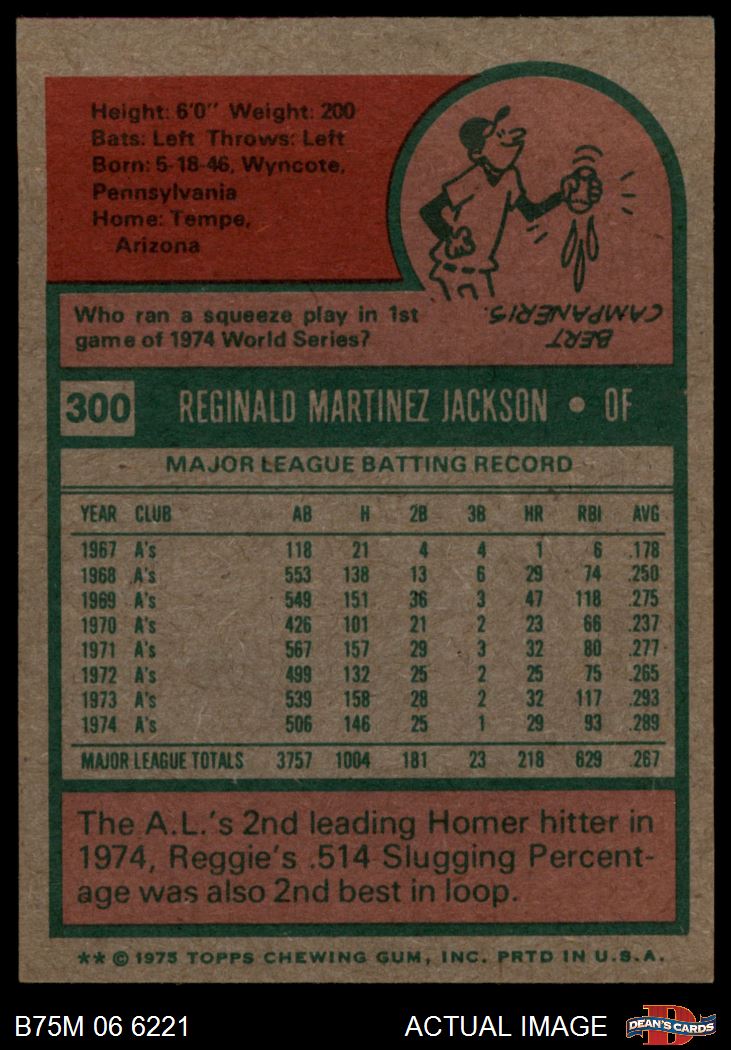 Height: 6'0" Weight: 200
Bats: Left Throws: Left
Born: 5-18-46, Wyncote,
Pennsylvania
Home: Tempe,
Arizona
Who ran a squeeze play in 1st
game of 1974 World Series?
BERT
CAMPANERIS.
300 REGINALD MARTINEZ JACKSON • OF
MAJOR LEAGUE BATTING RECORD
YEAR CLUB AB H 2B 3B HR RBI AVG
1967 A's 118 21 4 4 1 6 .178
1968 A's 553 138 13 6 29 74 .250
1969 A's 549 151 36 3 47 118 .275
1970 A's 426 101 21 2 23 66 .237
1971 A's 567 157 29 3 32 80 .277
1972 A's 499 132 25 2 25 75 .265
1973 A's 539 158 28 2 32 117 .293
1974 A's 506 146 25 1 29 93 .289
MAJOR LEAGUE TOTALS 3757 1004 181 23 218 629 .267
The A.L.'s 2nd leading Homer hitter in
1974, Reggie's .514 Slugging Percent-
age was also 2nd best in loop.
** © 1975 TOPPS CHEWING GUM, INC. PRTD IN U.S.A.
B75M 06 6221 ACTUAL IMAGE DEAN'S CARDS